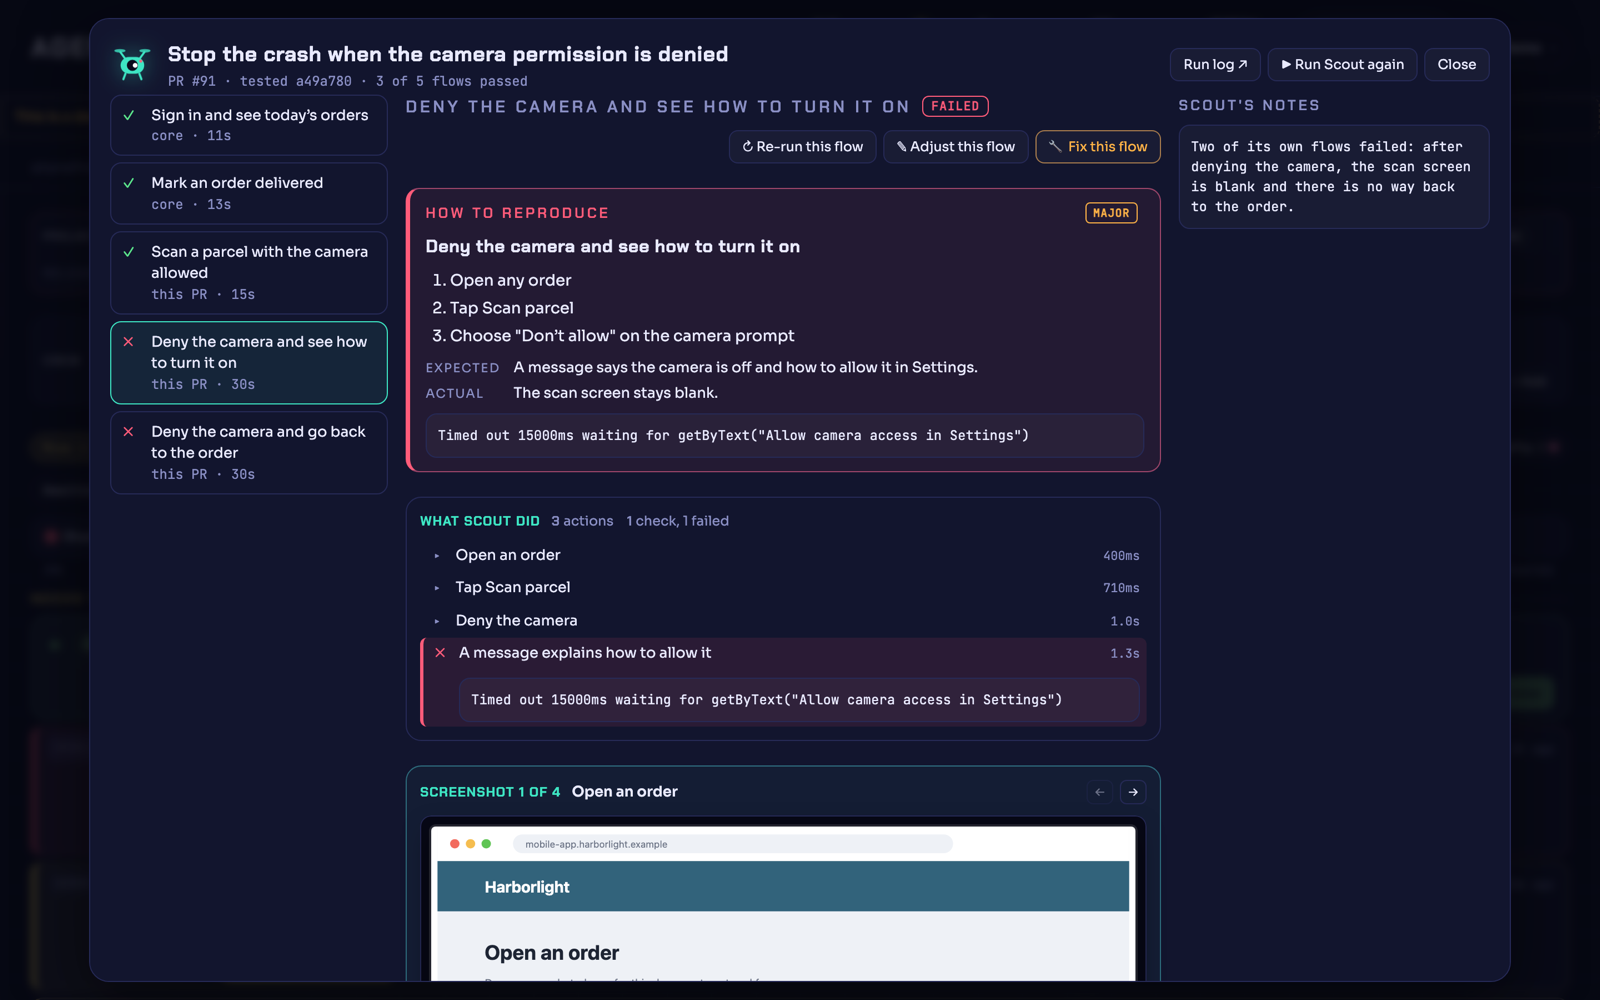 Stop the crash when the camera permission is denied
PR #91 · tested a49a780 · 3 of 5 flows passed
Run log ↗
▶ Run Scout again
Close
✓ Sign in and see today's orders
core · 11s
✓ Mark an order delivered
core · 13s
✓ Scan a parcel with the camera
allowed
this PR · 15s
✕ Deny the camera and see how
to turn it on
this PR · 30s
✕ Deny the camera and go back
to the order
this PR · 30s
DENY THE CAMERA AND SEE HOW TO TURN IT ON FAILED
↻ Re-run this flow
✎ Adjust this flow
Fix this flow
HOW TO REPRODUCE MAJOR
Deny the camera and see how to turn it on
1. Open any order
2. Tap Scan parcel
3. Choose "Don't allow" on the camera prompt
EXPECTED A message says the camera is off and how to allow it in Settings.
ACTUAL The scan screen stays blank.
Timed out 15000ms waiting for getByText("Allow camera access in Settings")
WHAT SCOUT DID 3 actions 1 check, 1 failed
▸ Open an order 400ms
▸ Tap Scan parcel 710ms
▸ Deny the camera 1.0s
✕ A message explains how to allow it 1.3s
Timed out 15000ms waiting for getByText("Allow camera access in Settings")
SCREENSHOT 1 OF 4 Open an order
← →
mobile-app.harborlight.example
Harborlight
Open an order
SCOUT'S NOTES
Two of its own flows failed: after
denying the camera, the scan screen
is blank and there is no way back
to the order.